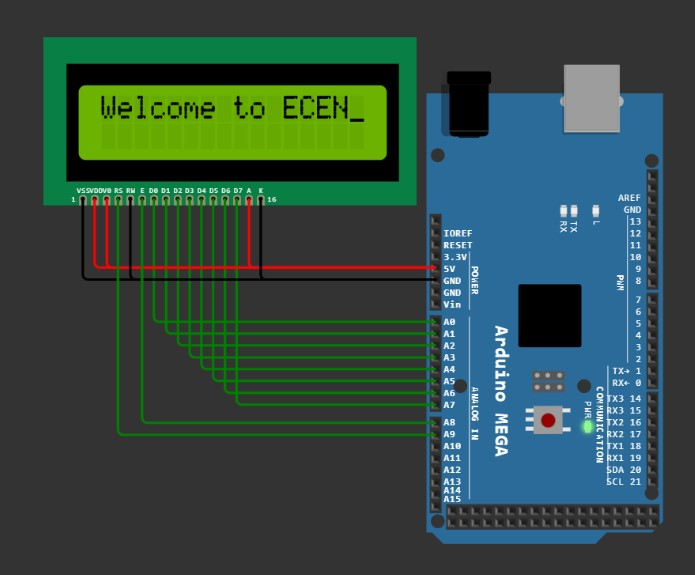 Welcome to ECEN_
VSS VDD V0 RS RW E D0 D1 D2 D3 D4 D5 D6 D7 A K
1 16
AREF
GND
13
12
11
10
9
8
PWM
7
6
5
4
3
2
TX→ 1
RX← 0
TX3 14
RX3 15
TX2 16
RX2 17
TX1 18
RX1 19
SDA 20
SCL 21
COMMUNICATION
RX
TX
L
IOREF
RESET
3.3V
5V
GND
GND
Vin
POWER
A0
A1
A2
A3
A4
A5
A6
A7
ANALOG IN
A8
A9
A10
A11
A12
A13
A14
A15
Arduino MEGA
PWR